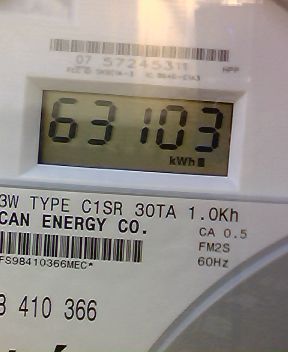 07 57245311
63103
kWh
3W TYPE C1SR 30TA 1.0Kh
CAN ENERGY CO.
CA 0.5
FM2S
FS98410366MEC*
60Hz
8 410 366